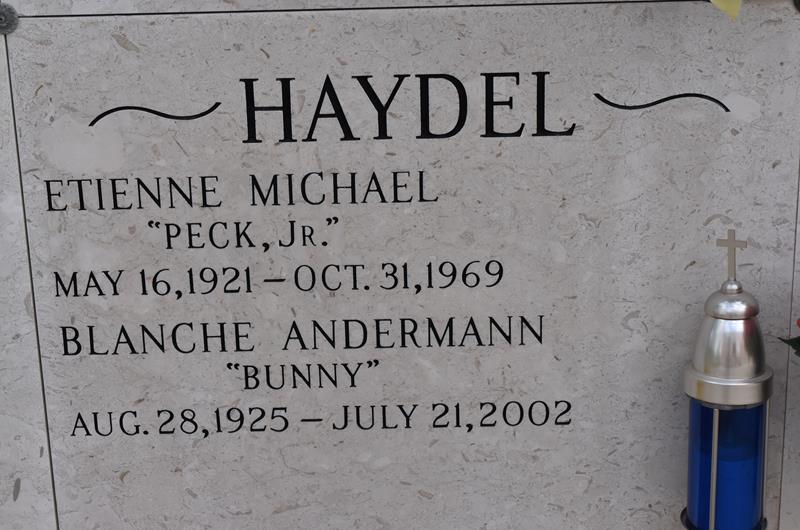 HAYDEL
ETIENNE MICHAEL
"PECK, JR."
MAY 16, 1921 – OCT. 31, 1969
BLANCHE ANDERMANN
"BUNNY"
AUG. 28, 1925 – JULY 21, 2002